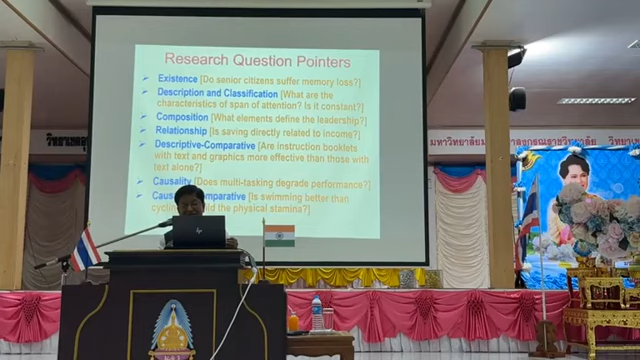 Research Question Pointers
➢ Existence [Do senior citizens suffer memory loss?]
➢ Description and Classification [What are the
characteristics of span of attention? Is it constant?]
➢ Composition [What elements define the leadership?]
➢ Relationship [Is saving directly related to income?]
➢ Descriptive-Comparative [Are instruction booklets
with text and graphics more effective than those with
text alone?]
➢ Causality [Does multi-tasking degrade performance?]
Is swimming better than
the physical stamina?]
hp